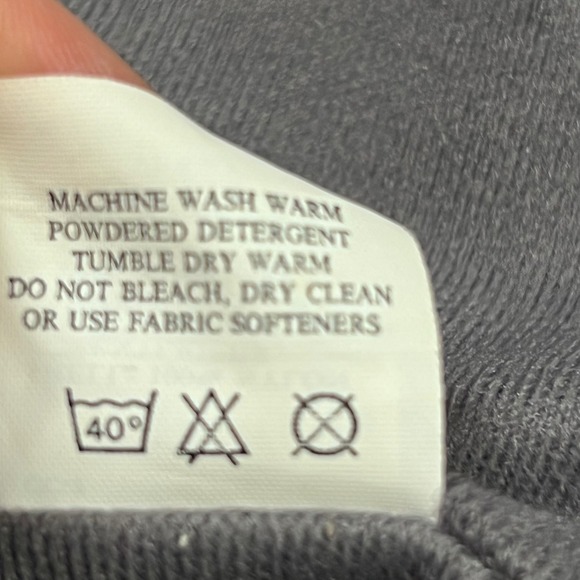 MACHINE WASH WARM
POWDERED DETERGENT
TUMBLE DRY WARM
DO NOT BLEACH, DRY CLEAN
OR USE FABRIC SOFTENERS
40°